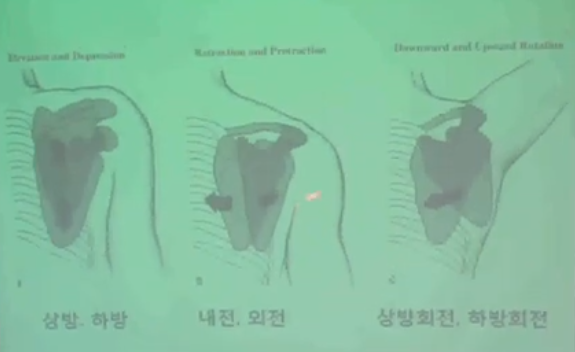 Elevation and Depression
Retraction and Protraction
Downward and Upward Rotation
B
C
상방. 하방
내전. 외전
상방회전. 하방회전